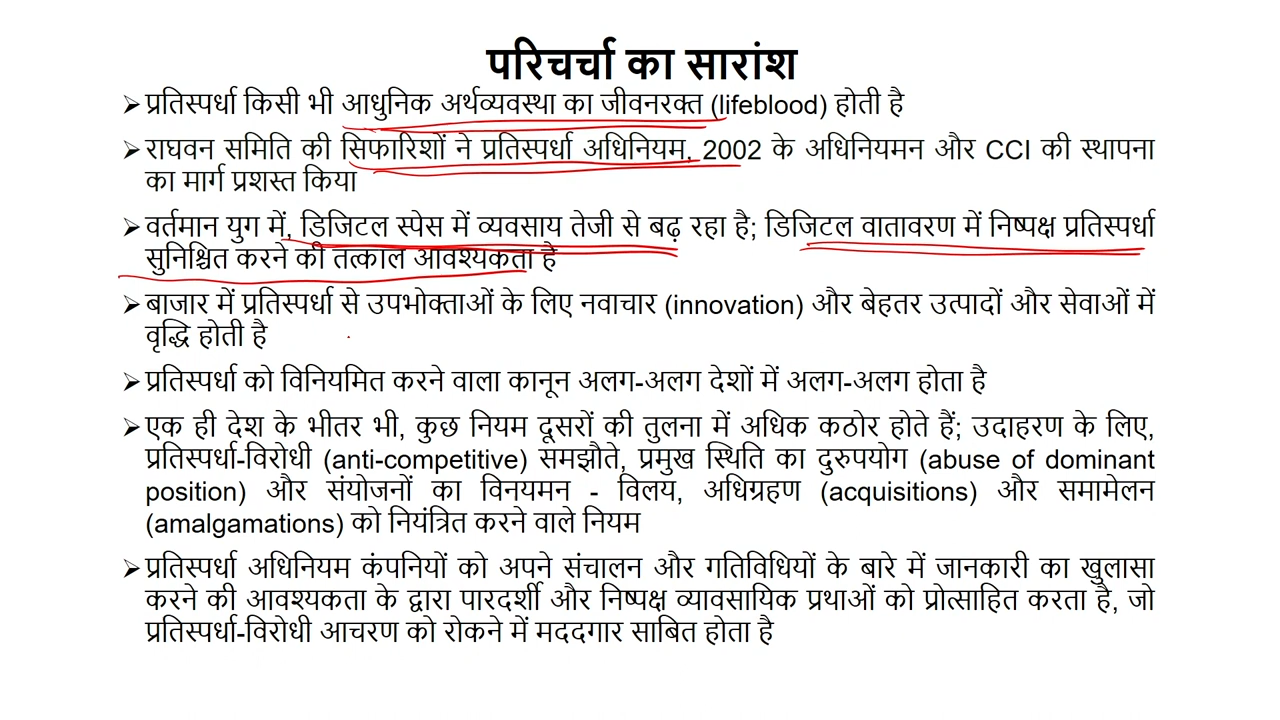 परिचर्चा का सारांश
➢प्रतिस्पर्धा किसी भी आधुनिक अर्थव्यवस्था का जीवनरक्त (lifeblood) होती है
➢राघवन समिति की सिफारिशों ने प्रतिस्पर्धा अधिनियम, 2002 के अधिनियमन और CCI की स्थापना
का मार्ग प्रशस्त किया
➢वर्तमान युग में, डिजिटल स्पेस में व्यवसाय तेजी से बढ़ रहा है; डिजिटल वातावरण में निष्पक्ष प्रतिस्पर्धा
सुनिश्चित करने की तत्काल आवश्यकता है
➢बाजार में प्रतिस्पर्धा से उपभोक्ताओं के लिए नवाचार (innovation) और बेहतर उत्पादों और सेवाओं में
वृद्धि होती है
➢प्रतिस्पर्धा को विनियमित करने वाला कानून अलग-अलग देशों में अलग-अलग होता है
➢एक ही देश के भीतर भी, कुछ नियम दूसरों की तुलना में अधिक कठोर होते हैं; उदाहरण के लिए,
प्रतिस्पर्धा-विरोधी (anti-competitive) समझौते, प्रमुख स्थिति का दुरुपयोग (abuse of dominant
position) और संयोजनों का विनयमन - विलय, अधिग्रहण (acquisitions) और समामेलन
(amalgamations) को नियंत्रित करने वाले नियम
➢प्रतिस्पर्धा अधिनियम कंपनियों को अपने संचालन और गतिविधियों के बारे में जानकारी का खुलासा
करने की आवश्यकता के द्वारा पारदर्शी और निष्पक्ष व्यावसायिक प्रथाओं को प्रोत्साहित करता है, जो
प्रतिस्पर्धा-विरोधी आचरण को रोकने में मददगार साबित होता है